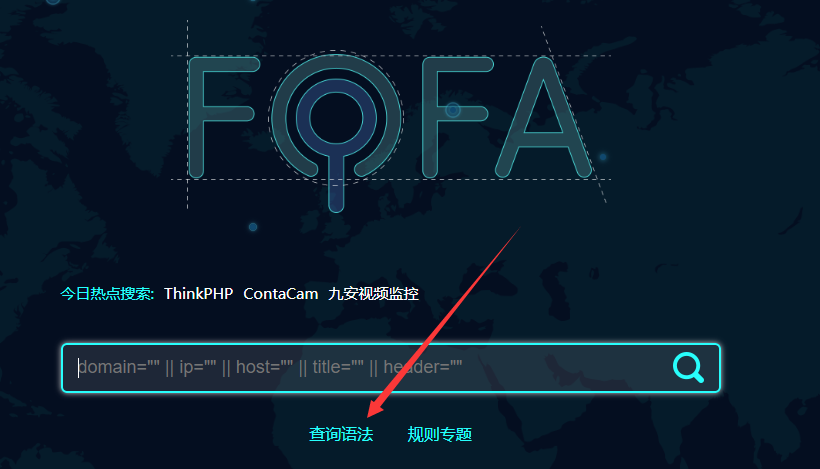 FOFA
今日热点搜索: ThinkPHP ContaCam 九安视频监控
domain="" || ip="" || host="" || title="" || header=""
查询语法 规则专题